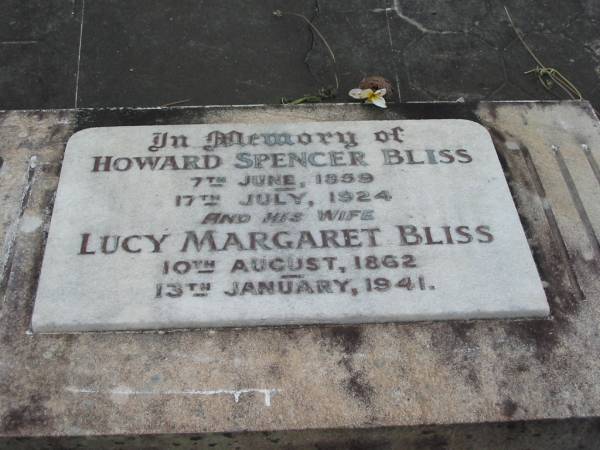 In Memory of
HOWARD SPENCER BLISS
7TH JUNE, 1859
17TH JULY, 1924
AND HIS WIFE
LUCY MARGARET BLISS
10TH AUGUST, 1862
13TH JANUARY, 1941.